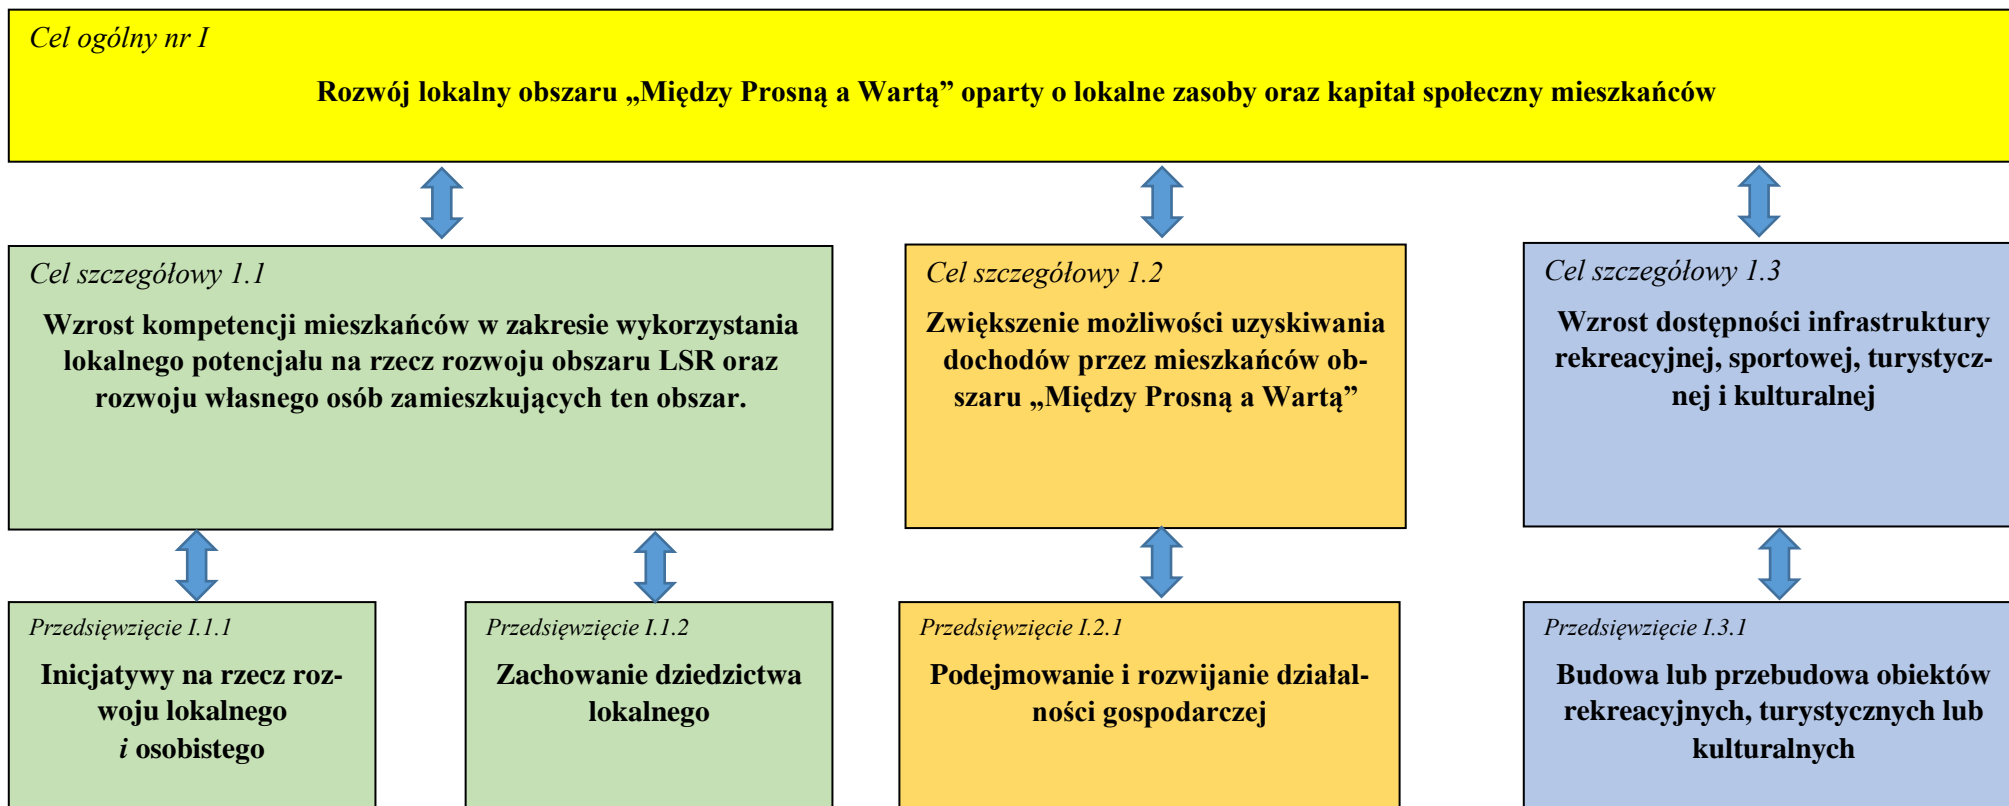 Cel ogólny nr I
Rozwój lokalny obszaru „Między Prosną a Wartą” oparty o lokalne zasoby oraz kapitał społeczny mieszkańców
Cel szczegółowy 1.1
Wzrost kompetencji mieszkańców w zakresie wykorzystania
lokalnego potencjału na rzecz rozwoju obszaru LSR oraz
rozwoju własnego osób zamieszkujących ten obszar.
Cel szczegółowy 1.2
Zwiększenie możliwości uzyskiwania
dochodów przez mieszkańców ob-
szaru „Między Prosną a Wartą”
Cel szczegółowy 1.3
Wzrost dostępności infrastruktury
rekreacyjnej, sportowej, turystycz-
nej i kulturalnej
Przedsięwzięcie I.1.1
Inicjatywy na rzecz roz-
woju lokalnego
i osobistego
Przedsięwzięcie I.1.2
Zachowanie dziedzictwa
lokalnego
Przedsięwzięcie I.2.1
Podejmowanie i rozwijanie działal-
ności gospodarczej
Przedsięwzięcie I.3.1
Budowa lub przebudowa obiektów
rekreacyjnych, turystycznych lub
kulturalnych